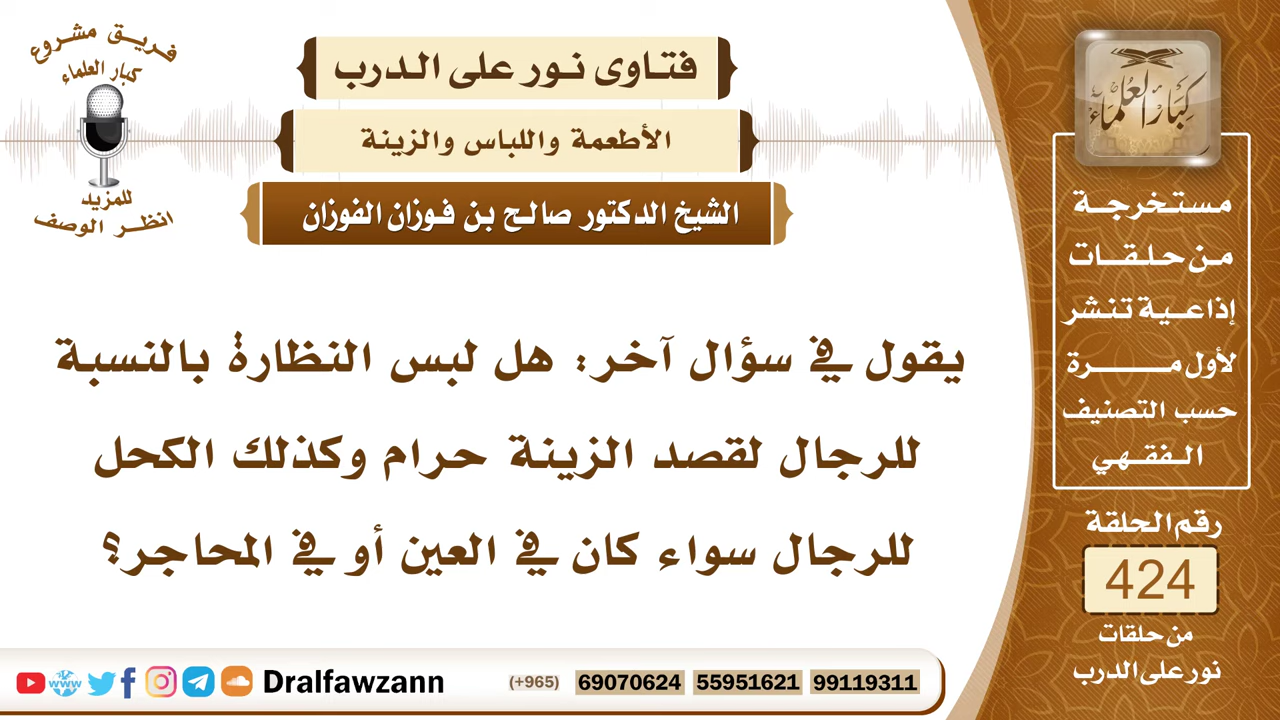 فريق مشروع
كبار العلماء
للمزيد
انظر الوصف
فتاوى نور على الدرب
الأطعمة واللباس والزينة
الشيخ الدكتور صالح بن فوزان الفوزان
يقول في سؤال آخر: هل لبس النظارةُ بالنسبة
للرجال لقصد الزينة حرام وكذلك الكحل
للرجال سواء كان في العين أو في المحاجر؟
كبار العلماء
مستخرجة
من حلقات
إذاعية تنشر
لأول مرة
حسب التصنيف
الفقهي
رقم الحلقة
424
من حلقات
نور على الدرب
www
Dralfawzann
(+965) 69070624 55951621 99119311